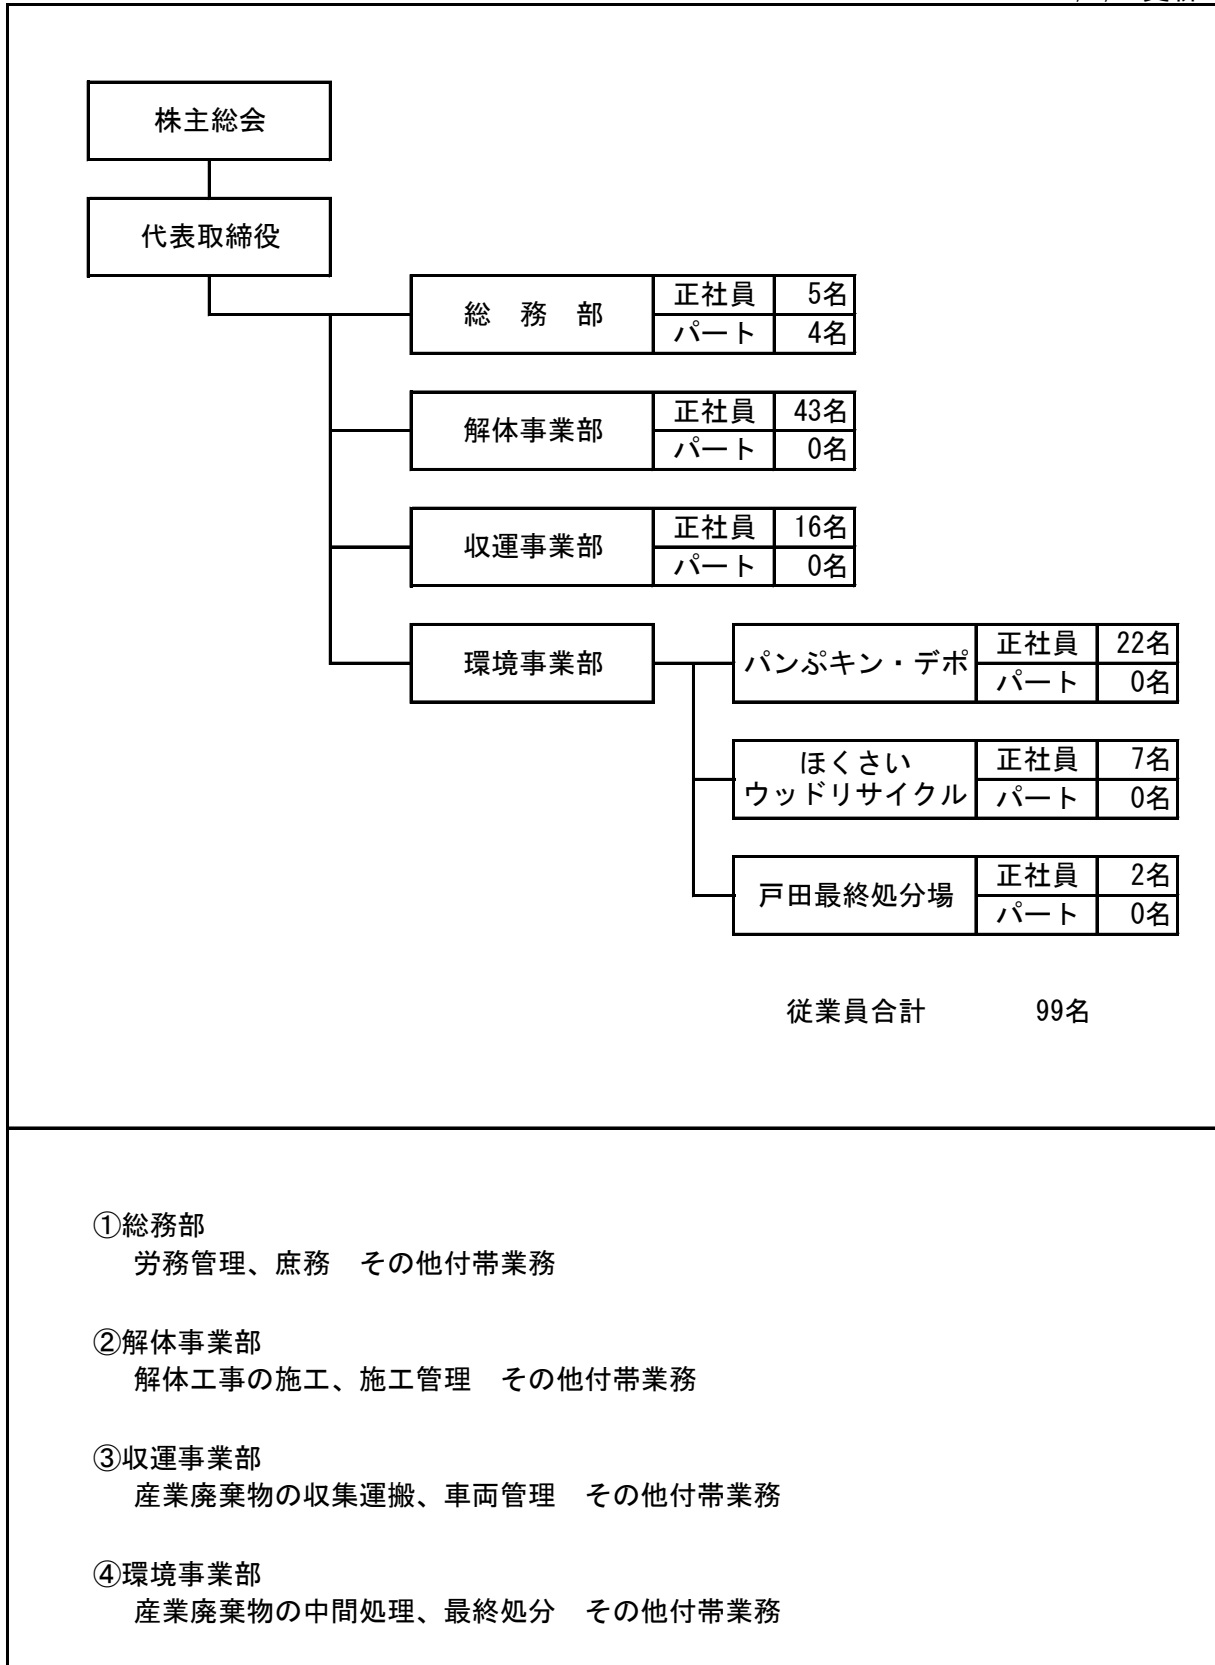 株主総会
代表取締役
総　務　部 正社員 5名
パート 4名
解体事業部 正社員 43名
パート 0名
収運事業部 正社員 16名
パート 0名
環境事業部 パンぷキン・デポ 正社員 22名
パート 0名
ほくさい 正社員 7名
ウッドリサイクル パート 0名
戸田最終処分場 正社員 2名
パート 0名
従業員合計 99名
①総務部
労務管理、庶務　その他付帯業務
②解体事業部
解体工事の施工、施工管理　その他付帯業務
③収運事業部
産業廃棄物の収集運搬、車両管理　その他付帯業務
④環境事業部
産業廃棄物の中間処理、最終処分　その他付帯業務